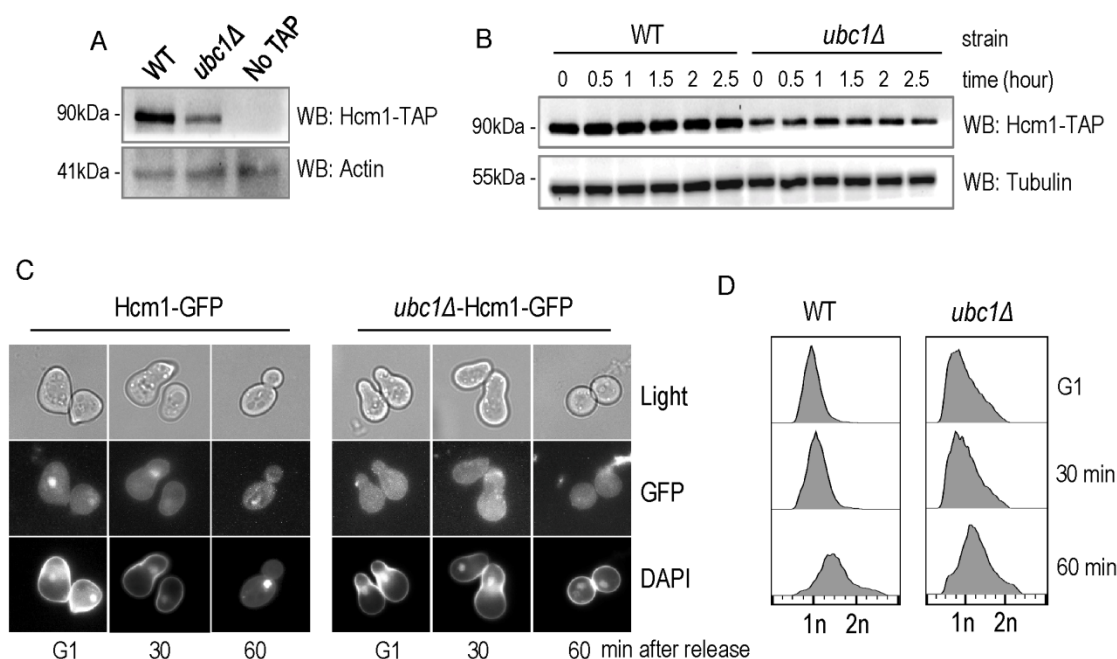 A
WT
ubc1Δ
No TAP
90kDa -
WB: Hcm1-TAP
41kDa -
WB: Actin
B
WT ubc1Δ strain
0 0.5 1 1.5 2 2.5 0 0.5 1 1.5 2 2.5 time (hour)
90kDa -
WB: Hcm1-TAP
55kDa -
WB: Tubulin
C
Hcm1-GFP ubc1Δ-Hcm1-GFP
Light
GFP
DAPI
G1 30 60 G1 30 60 min after release
D
WT ubc1Δ
G1
30 min
60 min
1n 2n 1n 2n